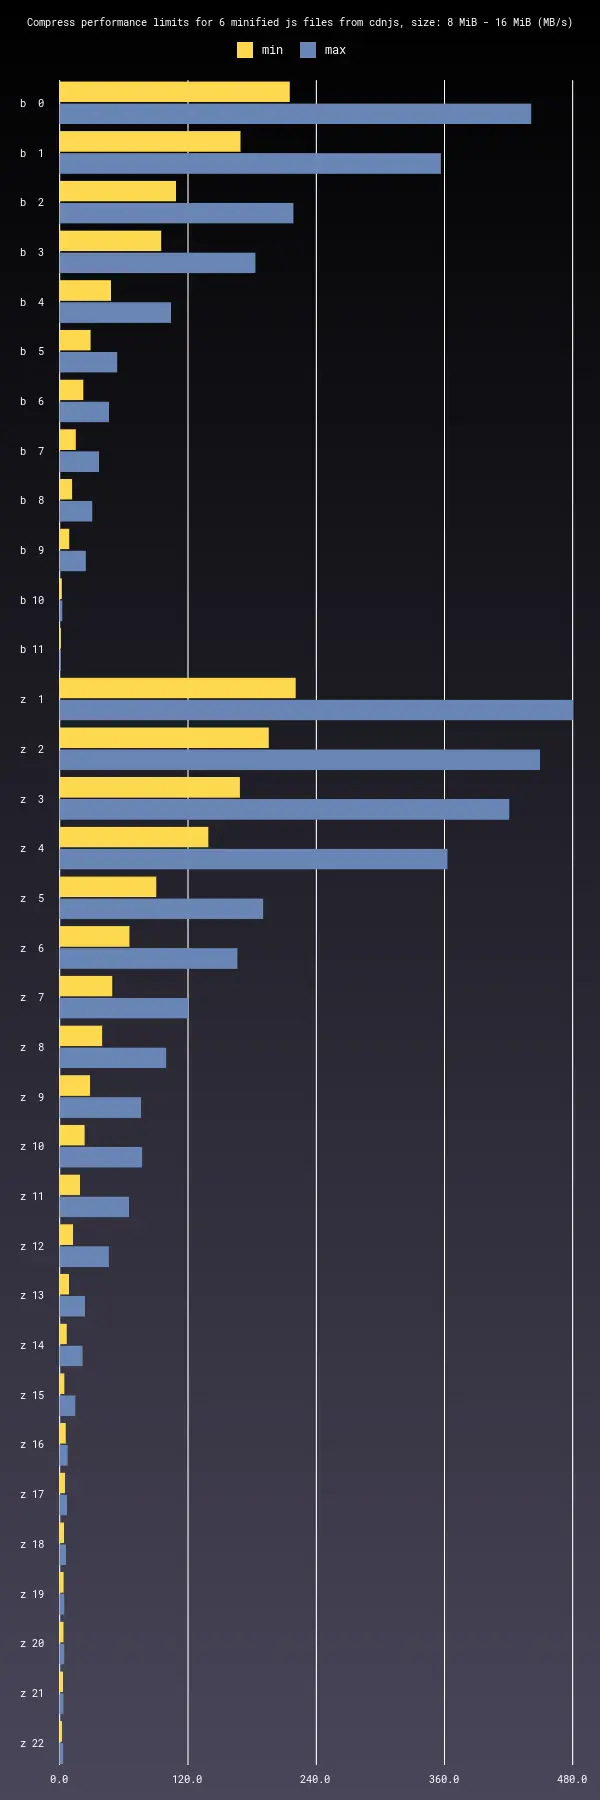 Compress performance limits for 6 minified js files from cdnjs, size: 8 MiB - 16 MiB (MB/s)
min max
b 0
b 1
b 2
b 3
b 4
b 5
b 6
b 7
b 8
b 9
b 10
b 11
z 1
z 2
z 3
z 4
z 5
z 6
z 7
z 8
z 9
z 10
z 11
z 12
z 13
z 14
z 15
z 16
z 17
z 18
z 19
z 20
z 21
z 22
0.0 120.0 240.0 360.0 480.0